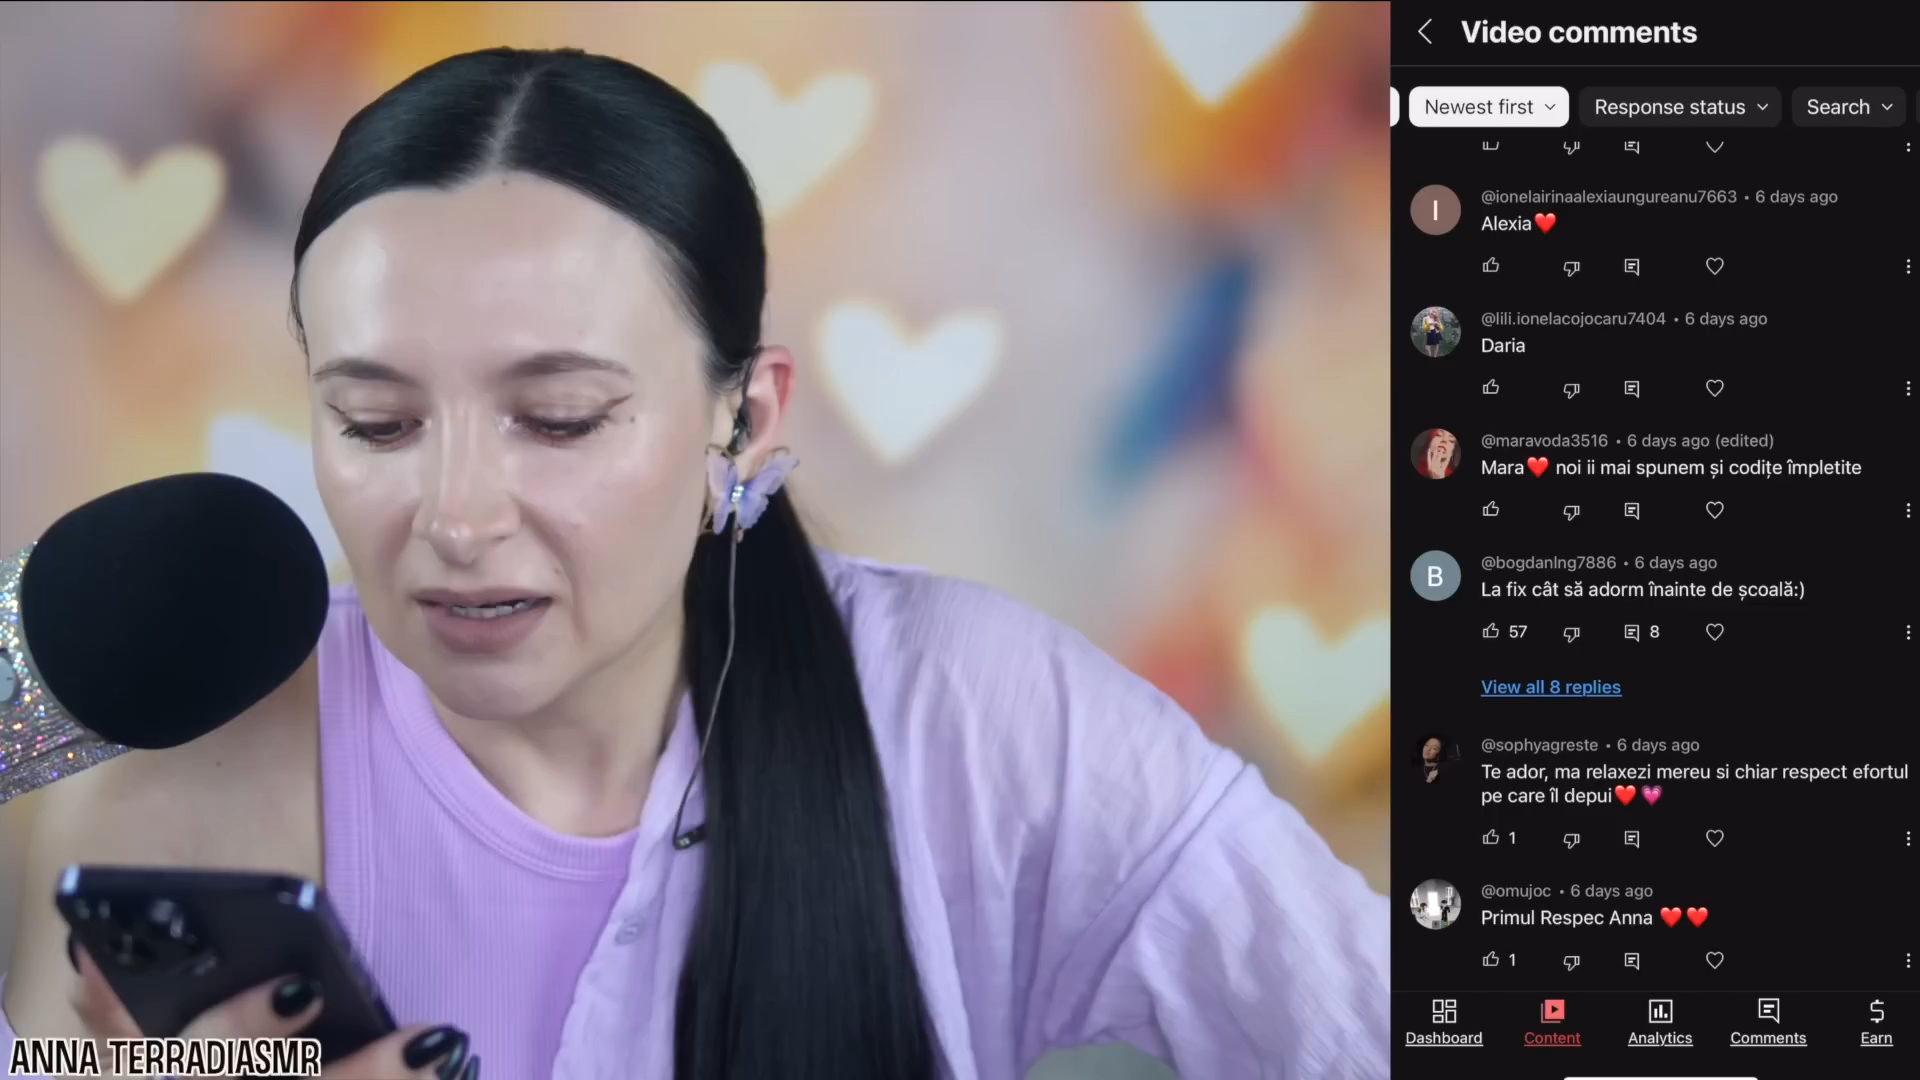 Video comments
Newest first
Response status
Search
@ionelairinaalexiaungureanu7663 • 6 days ago
Alexia❤️
@lili.ionelacojocaru7404 • 6 days ago
Daria
@maravoda3516 • 6 days ago (edited)
Mara❤️ noi ii mai spunem și codițe împletite
B
@bogdanlng7886 • 6 days ago
La fix cât să adorm înainte de școală:)
57
8
View all 8 replies
@sophyagreste • 6 days ago
Te ador, ma relaxezi mereu si chiar respect efortul
pe care îl depui❤️💗
1
@omujoc • 6 days ago
Primul Respec Anna ❤️❤️
1
Dashboard
Content
Analytics
Comments
Earn
ANNA TERRADIASMR